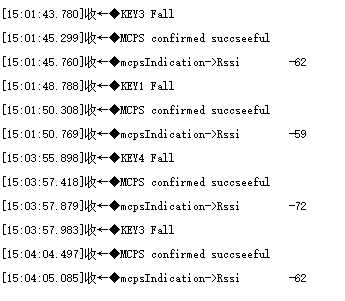 [15:01:43.780]收←◆KEY3 Fall
[15:01:45.299]收←◆MCPS confirmed succseeful
[15:01:45.760]收←◆mcpsIndication->Rssi -62
[15:01:48.788]收←◆KEY1 Fall
[15:01:50.308]收←◆MCPS confirmed succseeful
[15:01:50.769]收←◆mcpsIndication->Rssi -59
[15:03:55.898]收←◆KEY4 Fall
[15:03:57.418]收←◆MCPS confirmed succseeful
[15:03:57.879]收←◆mcpsIndication->Rssi -72
[15:03:57.983]收←◆KEY3 Fall
[15:04:04.497]收←◆MCPS confirmed succseeful
[15:04:05.085]收←◆mcpsIndication->Rssi -62